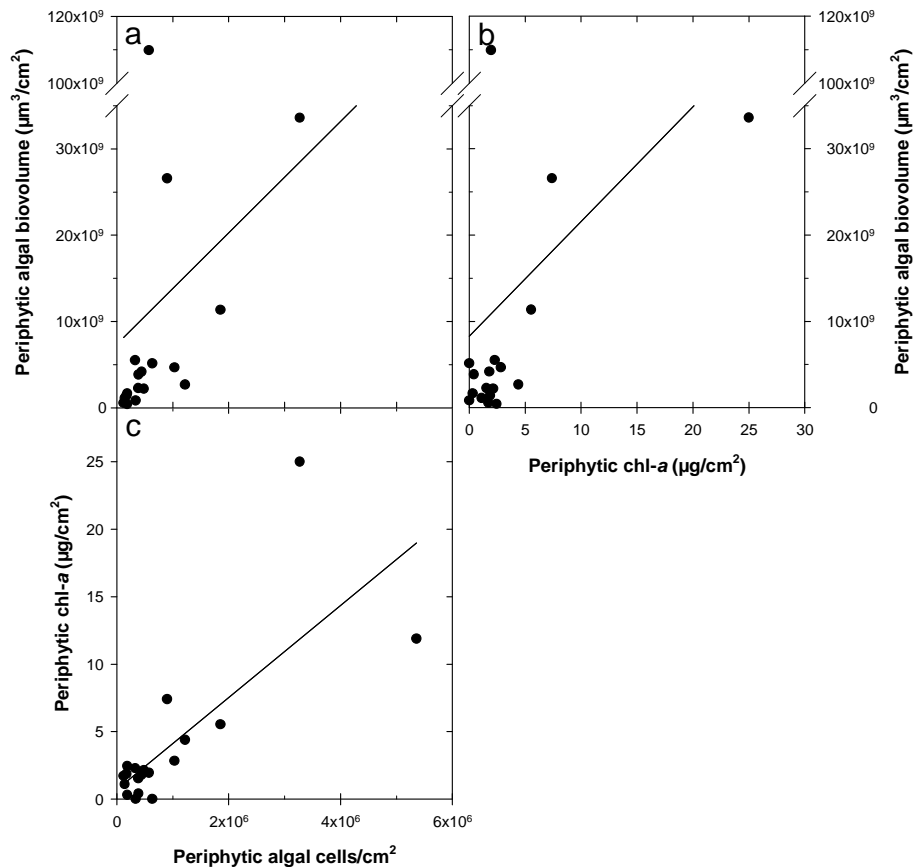 a
b
120x10⁹
100x10⁹
30x10⁹
20x10⁹
10x10⁹
0
Periphytic algal biovolume (µm³/cm²)
120x10⁹
100x10⁹
30x10⁹
20x10⁹
10x10⁹
0
Periphytic algal biovolume (µm³/cm²)
0 5 10 15 20 25 30
Periphytic chl-a (µg/cm²)
c
25
20
15
10
5
0
Periphytic chl-a (µg/cm²)
0 2x10⁶ 4x10⁶ 6x10⁶
Periphytic algal cells/cm²